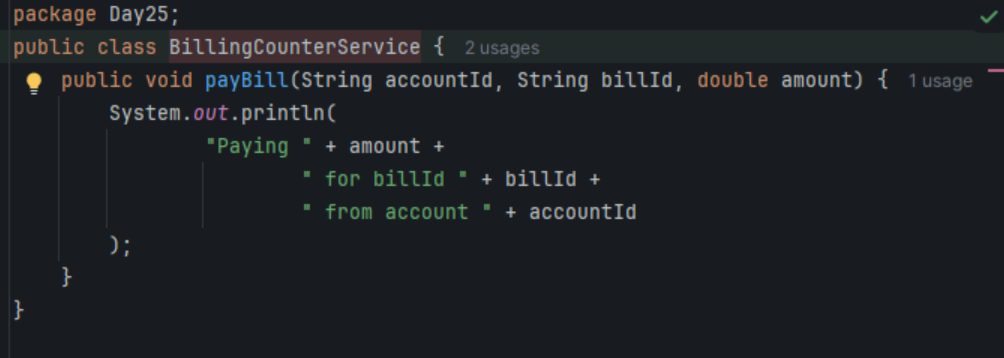 package Day25;
public class BillingCounterService { 2 usages
public void payBill(String accountId, String billId, double amount) { 1 usage
System.out.println(
"Paying " + amount +
" for billId " + billId +
" from account " + accountId
);
}
}